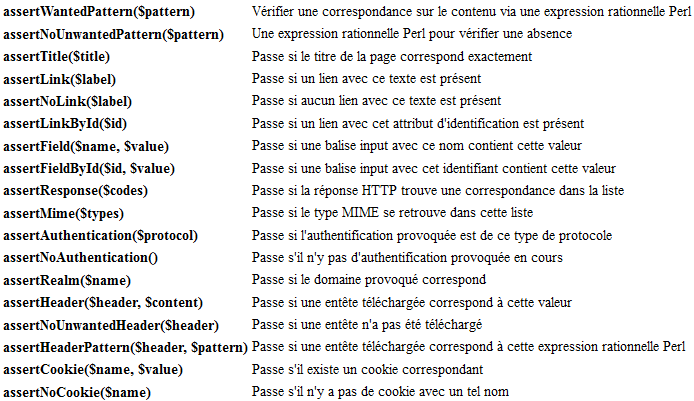 assertWantedPattern($pattern) Vérifier une correspondance sur le contenu via une expression rationnelle Perl
assertNoUnwantedPattern($pattern) Une expression rationnelle Perl pour vérifier une absence
assertTitle($title) Passe si le titre de la page correspond exactement
assertLink($label) Passe si un lien avec ce texte est présent
assertNoLink($label) Passe si aucun lien avec ce texte est présent
assertLinkById($id) Passe si un lien avec cet attribut d'identification est présent
assertField($name, $value) Passe si une balise input avec ce nom contient cette valeur
assertFieldById($id, $value) Passe si une balise input avec cet identifiant contient cette valeur
assertResponse($codes) Passe si la réponse HTTP trouve une correspondance dans la liste
assertMime($types) Passe si le type MIME se retrouve dans cette liste
assertAuthentication($protocol) Passe si l'authentification provoquée est de ce type de protocole
assertNoAuthentication() Passe s'il n'y pas d'authentification provoquée en cours
assertRealm($name) Passe si le domaine provoqué correspond
assertHeader($header, $content) Passe si une entête téléchargée correspond à cette valeur
assertNoUnwantedHeader($header) Passe si une entête n'a pas été téléchargé
assertHeaderPattern($header, $pattern) Passe si une entête téléchargée correspond à cette expression rationnelle Perl
assertCookie($name, $value) Passe s'il existe un cookie correspondant
assertNoCookie($name) Passe s'il n'y a pas de cookie avec un tel nom